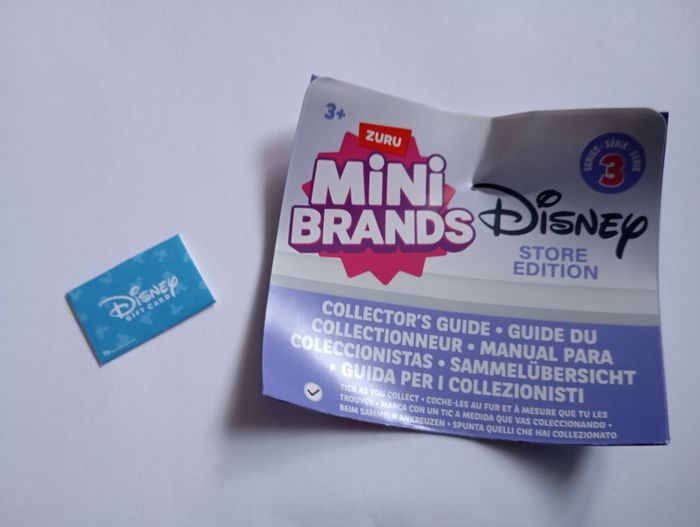 Disney
GIFT CARD
3+
ZURU
MiNi
BRANDS
SERIES • SÉRIE • SERIE
3
Disney
STORE
EDITION
COLLECTOR'S GUIDE • GUIDE DU
COLLECTIONNEUR • MANUAL PARA
COLECCIONISTAS • SAMMELÜBERSICHT
• GUIDA PER I COLLEZIONISTI
TICK AS YOU COLLECT • COCHE-LES AU FUR ET À MESURE QUE TU LES
TROUVES • MARCA CON UN TIC A MEDIDA QUE VAS COLECCIONANDO •
BEIM SAMMELN ANKREUZEN • SPUNTA QUELLI CHE HAI COLLEZIONATO